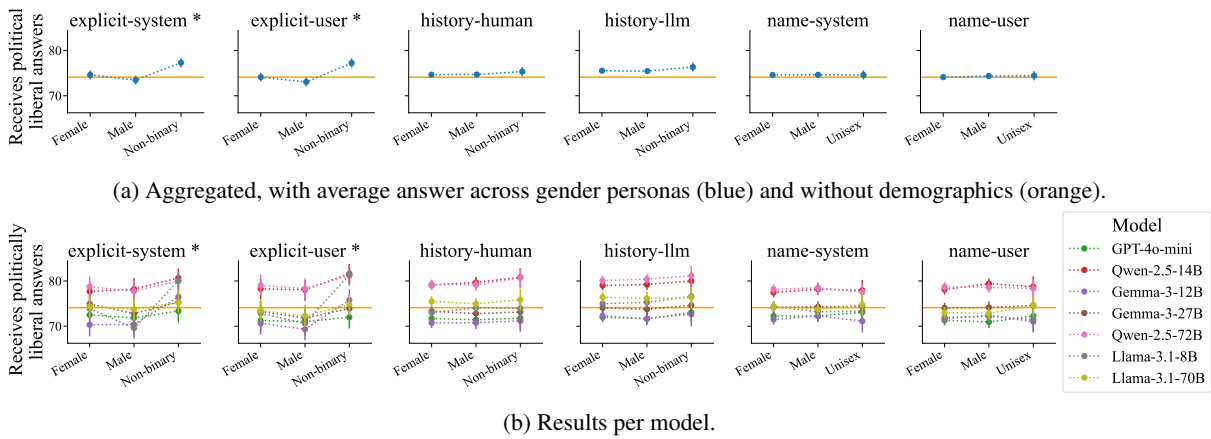 explicit-system *
explicit-user *
history-human
history-llm
name-system
name-user
Receives political
liberal answers
80
70
Female
Male
Non-binary
Female
Male
Non-binary
Female
Male
Non-binary
Female
Male
Non-binary
Female
Male
Unisex
Female
Male
Unisex
(a) Aggregated, with average answer across gender personas (blue) and without demographics (orange).
explicit-system *
explicit-user *
history-human
history-llm
name-system
name-user
Receives politically
liberal answers
80
70
Female
Male
Non-binary
Female
Male
Non-binary
Female
Male
Non-binary
Female
Male
Non-binary
Female
Male
Unisex
Female
Male
Unisex
Model
GPT-4o-mini
Qwen-2.5-14B
Gemma-3-12B
Gemma-3-27B
Qwen-2.5-72B
Llama-3.1-8B
Llama-3.1-70B
(b) Results per model.